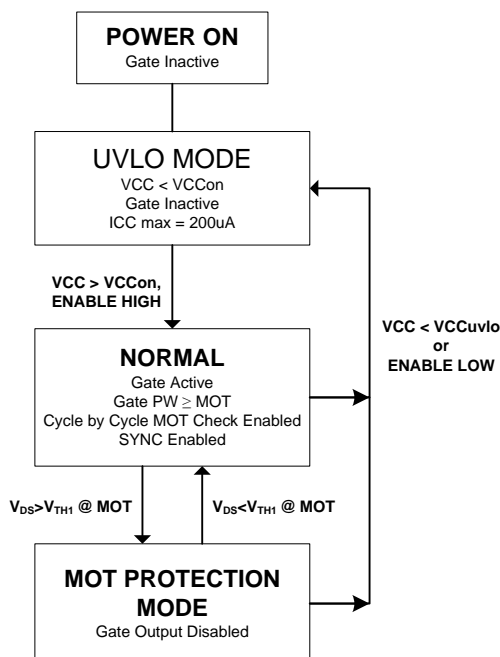 POWER ON
Gate Inactive
UVLO MODE
VCC < VCCon
Gate Inactive
ICC max = 200uA
VCC > VCCon,
ENABLE HIGH
VCC < VCCuvlo
or
ENABLE LOW
NORMAL
Gate Active
Gate PW ≥ MOT
Cycle by Cycle MOT Check Enabled
SYNC Enabled
VDS>VTH1 @ MOT
VDS<VTH1 @ MOT
MOT PROTECTION
MODE
Gate Output Disabled